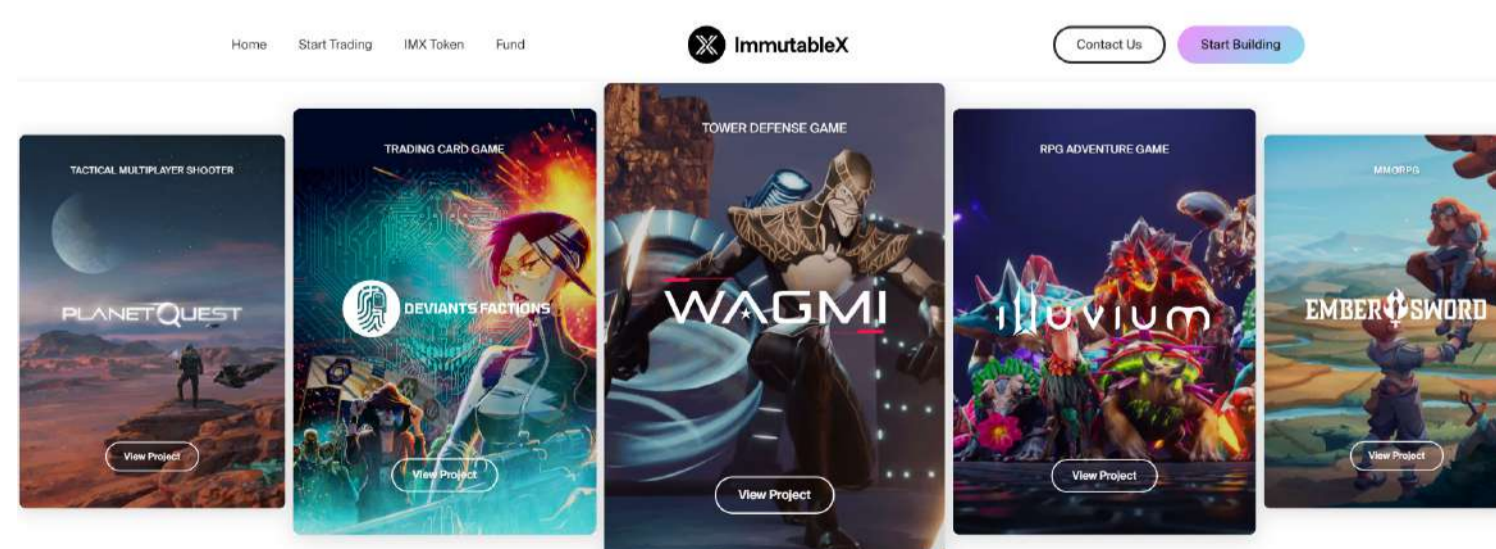 Home Start Trading IMX Token Fund ImmutableX Contact Us Start Building
TACTICAL MULTIPLAYER SHOOTER
PLANETQUEST
View Project
TRADING CARD GAME
DEVIANTS FACTIONS
View Project
TOWER DEFENSE GAME
WAGMI
View Project
RPG ADVENTURE GAME
illuvium
View Project
MMORPG
EMBER SWORD
View Project